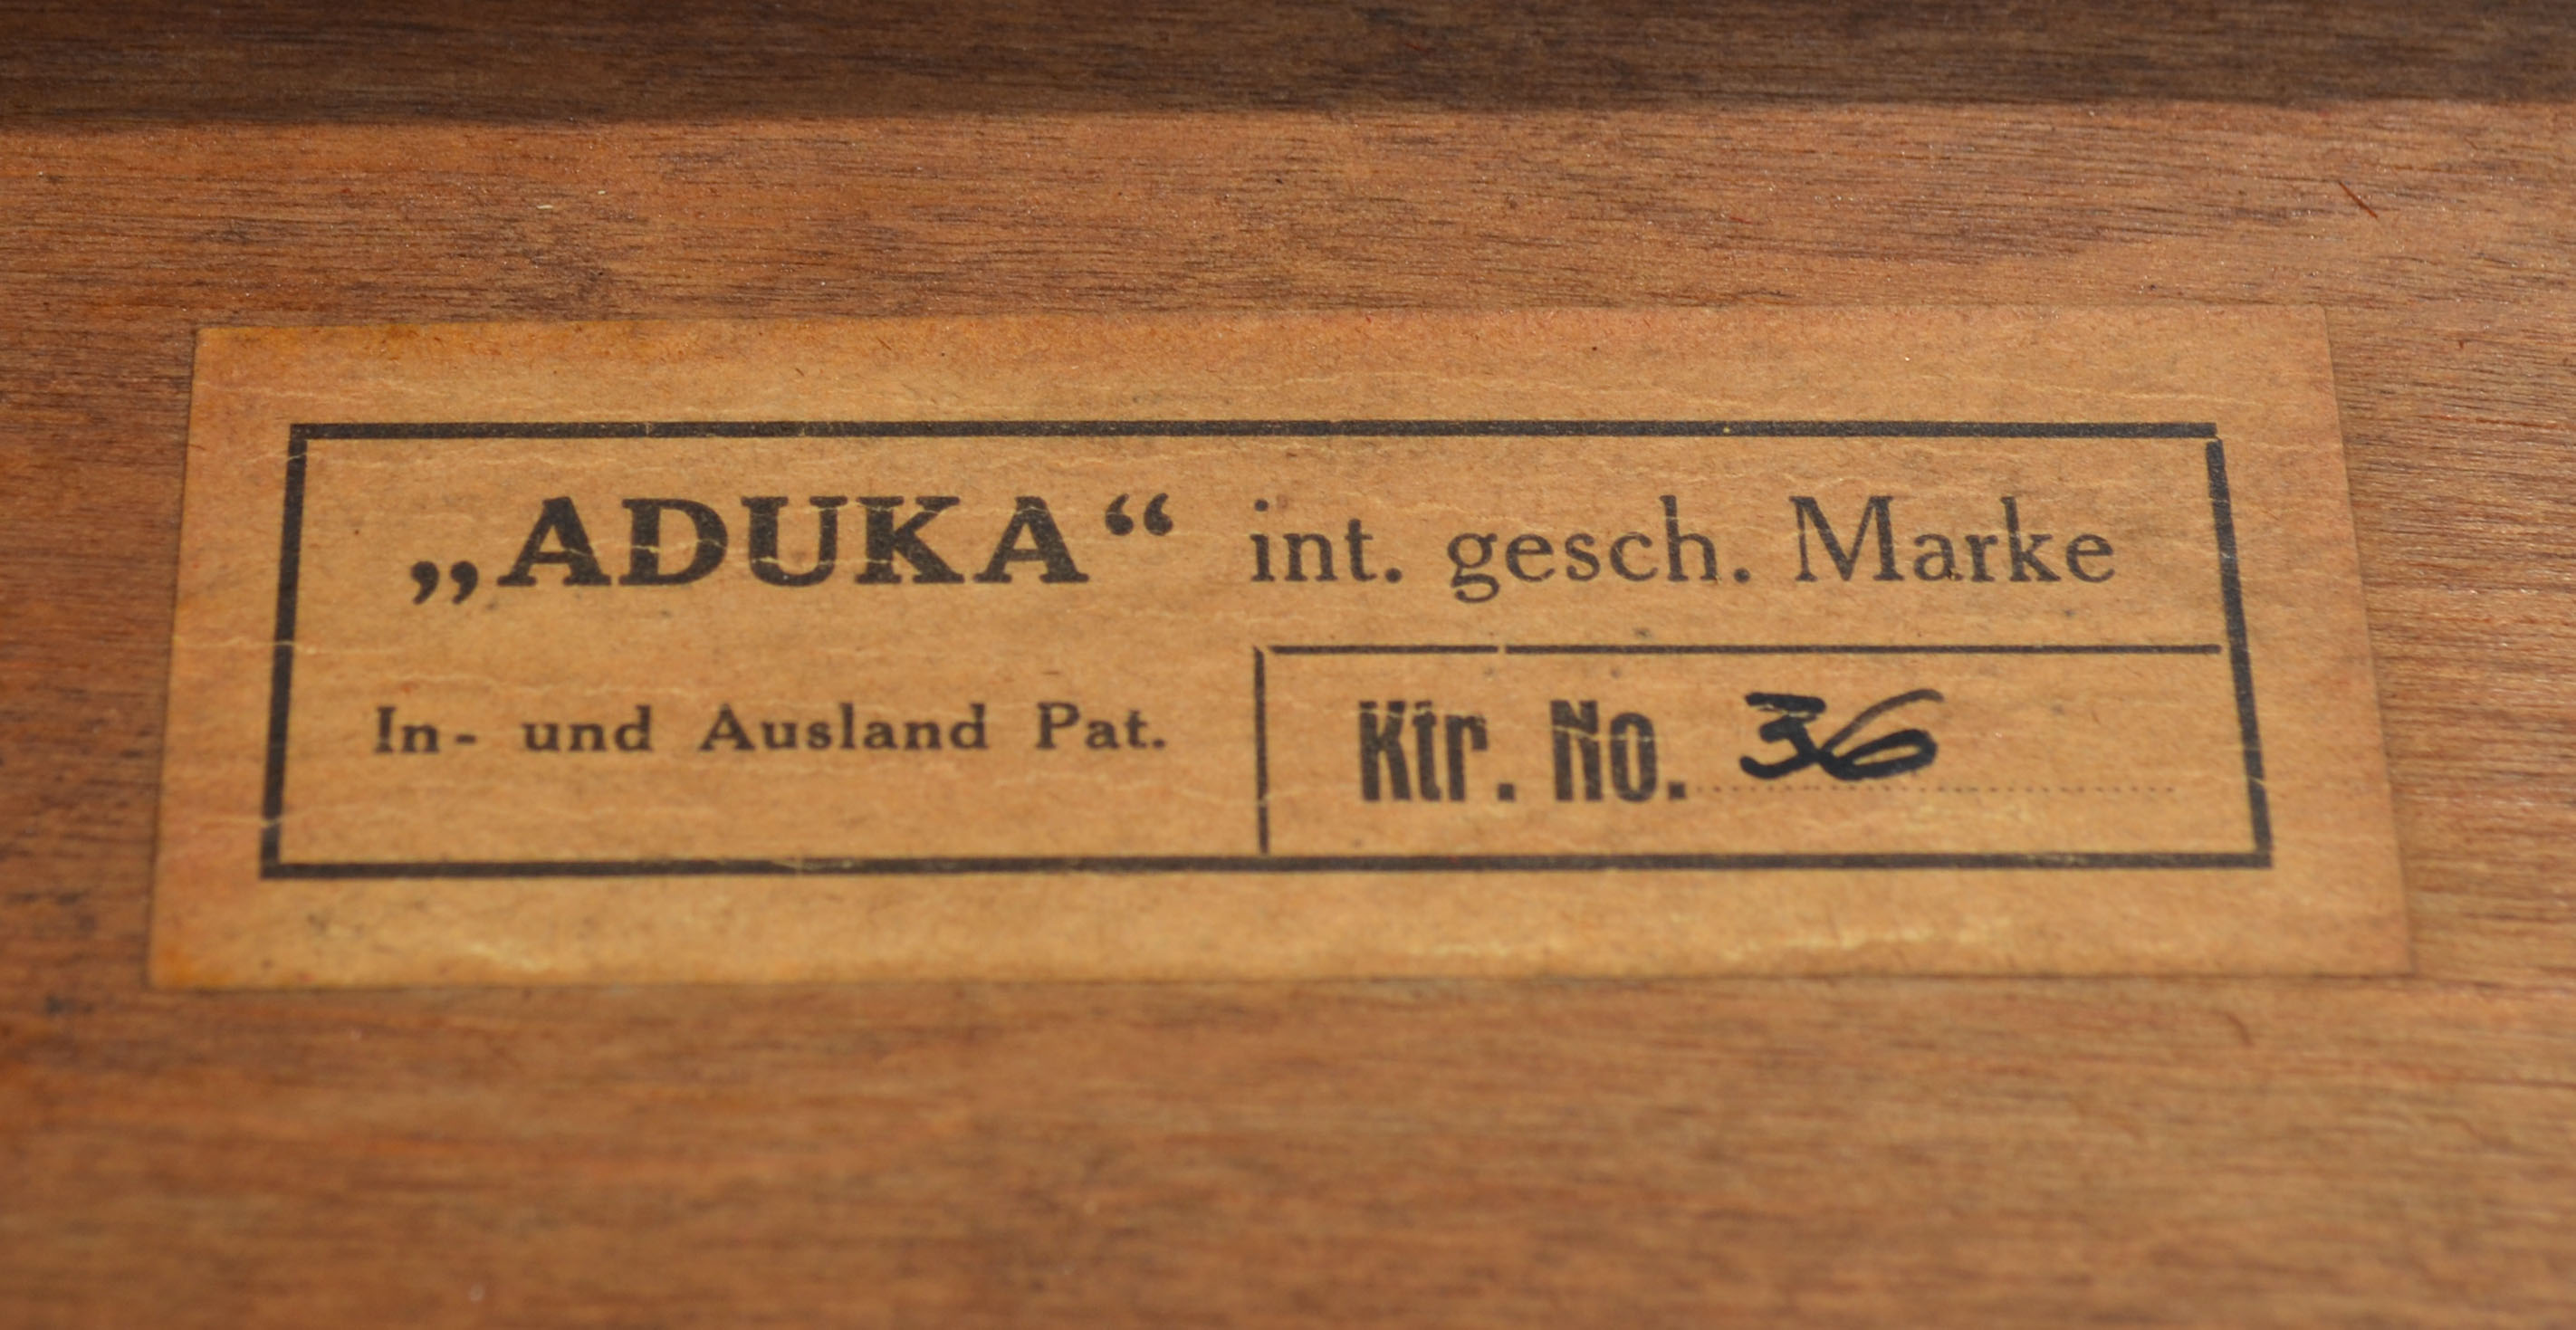 „ADUKA“ int. gesch. Marke
In- und Ausland Pat.
Ktr. No. 36